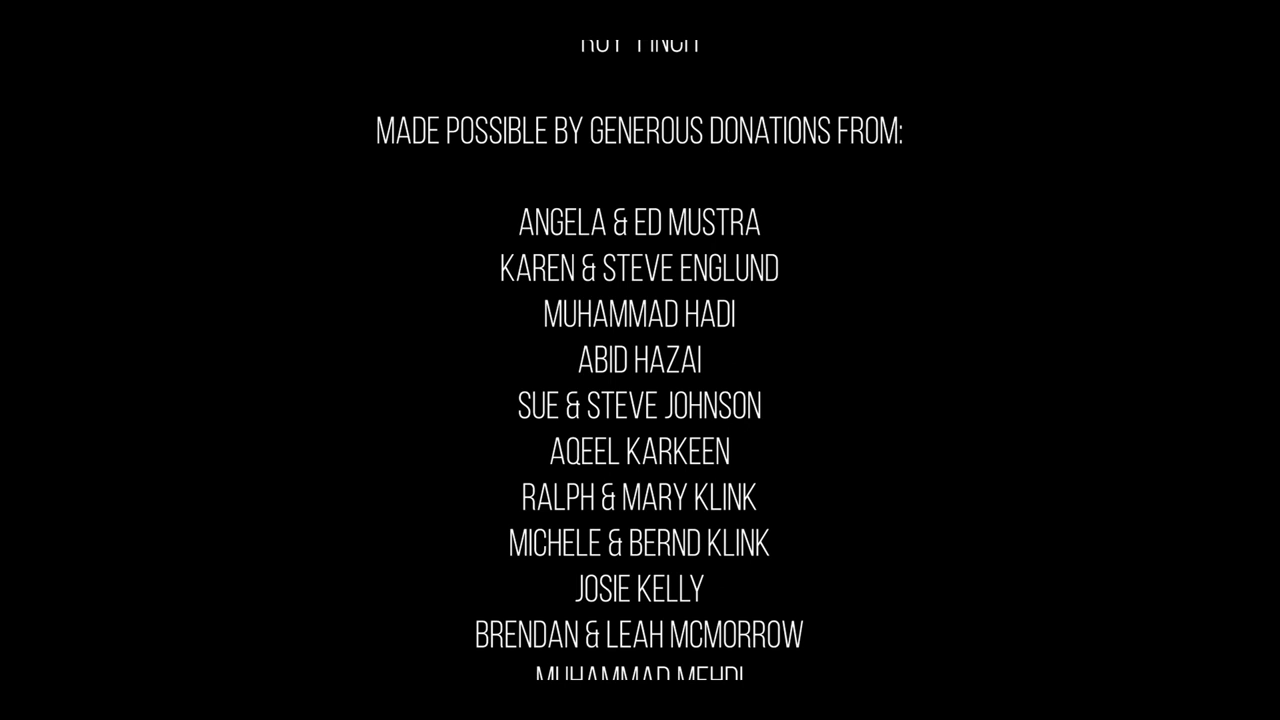 MADE POSSIBLE BY GENEROUS DONATIONS FROM:
ANGELA & ED MUSTRA
KAREN & STEVE ENGLUND
MUHAMMAD HADI
ABID HAZAI
SUE & STEVE JOHNSON
AQEEL KARKEEN
RALPH & MARY KLINK
MICHELE & BERND KLINK
JOSIE KELLY
BRENDAN & LEAH MCMORROW
MUHAMMAD MEHDI